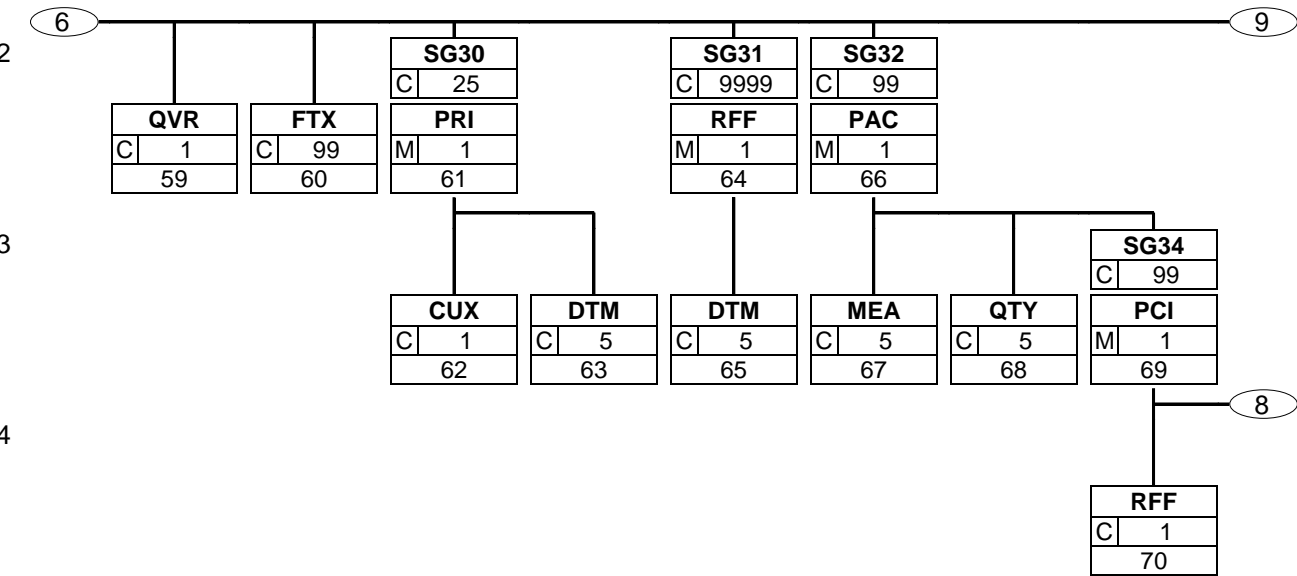 6 9
2 SG30 SG31 SG32
C 25 C 9999 C 99
QVR FTX PRI RFF PAC
C 1 C 99 M 1 M 1 M 1
59 60 61 64 66
3 SG34
C 99
CUX DTM DTM MEA QTY PCI
C 1 C 5 C 5 C 5 C 5 M 1
62 63 65 67 68 69
8
4
RFF
C 1
70